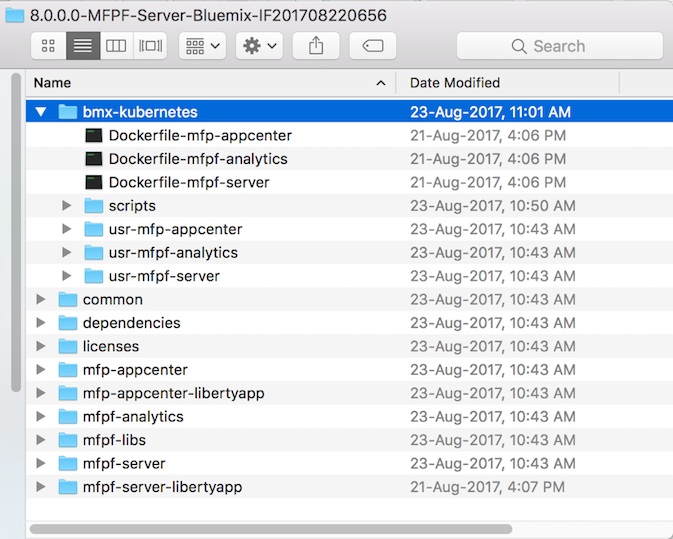 8.0.0.0-MFPF-Server-Bluemix-IF201708220656
Search
Name Date Modified
bmx-kubernetes 23-Aug-2017, 11:01 AM
Dockerfile-mfp-appcenter 21-Aug-2017, 4:06 PM
Dockerfile-mfpf-analytics 21-Aug-2017, 4:06 PM
Dockerfile-mfpf-server 21-Aug-2017, 4:06 PM
scripts 23-Aug-2017, 10:50 AM
usr-mfp-appcenter 23-Aug-2017, 10:43 AM
usr-mfpf-analytics 23-Aug-2017, 10:43 AM
usr-mfpf-server 23-Aug-2017, 10:43 AM
common 23-Aug-2017, 10:43 AM
dependencies 23-Aug-2017, 10:43 AM
licenses 23-Aug-2017, 10:43 AM
mfp-appcenter 23-Aug-2017, 10:43 AM
mfp-appcenter-libertyapp 23-Aug-2017, 10:43 AM
mfpf-analytics 23-Aug-2017, 10:43 AM
mfpf-libs 23-Aug-2017, 10:43 AM
mfpf-server 23-Aug-2017, 10:43 AM
mfpf-server-libertyapp 21-Aug-2017, 4:07 PM